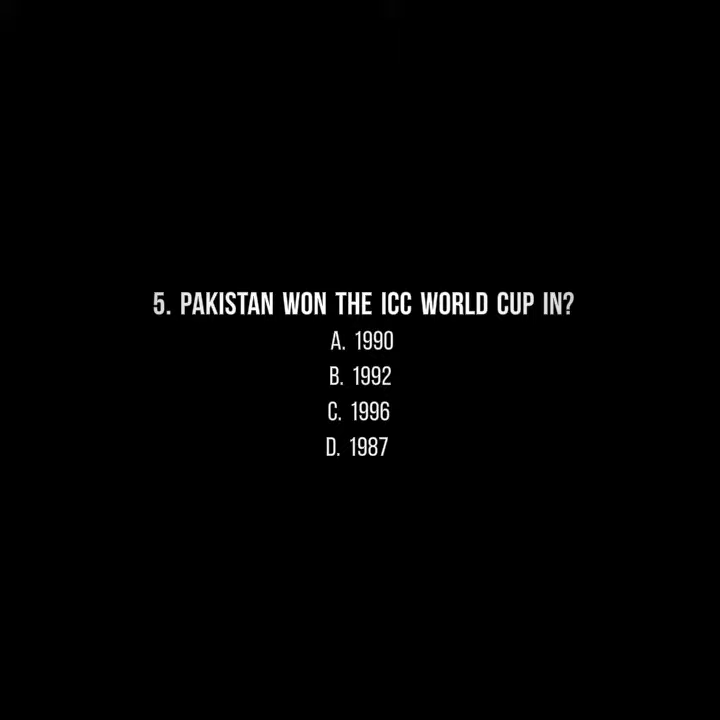 5. PAKISTAN WON THE ICC WORLD CUP IN?
A. 1990
B. 1992
C. 1996
D. 1987